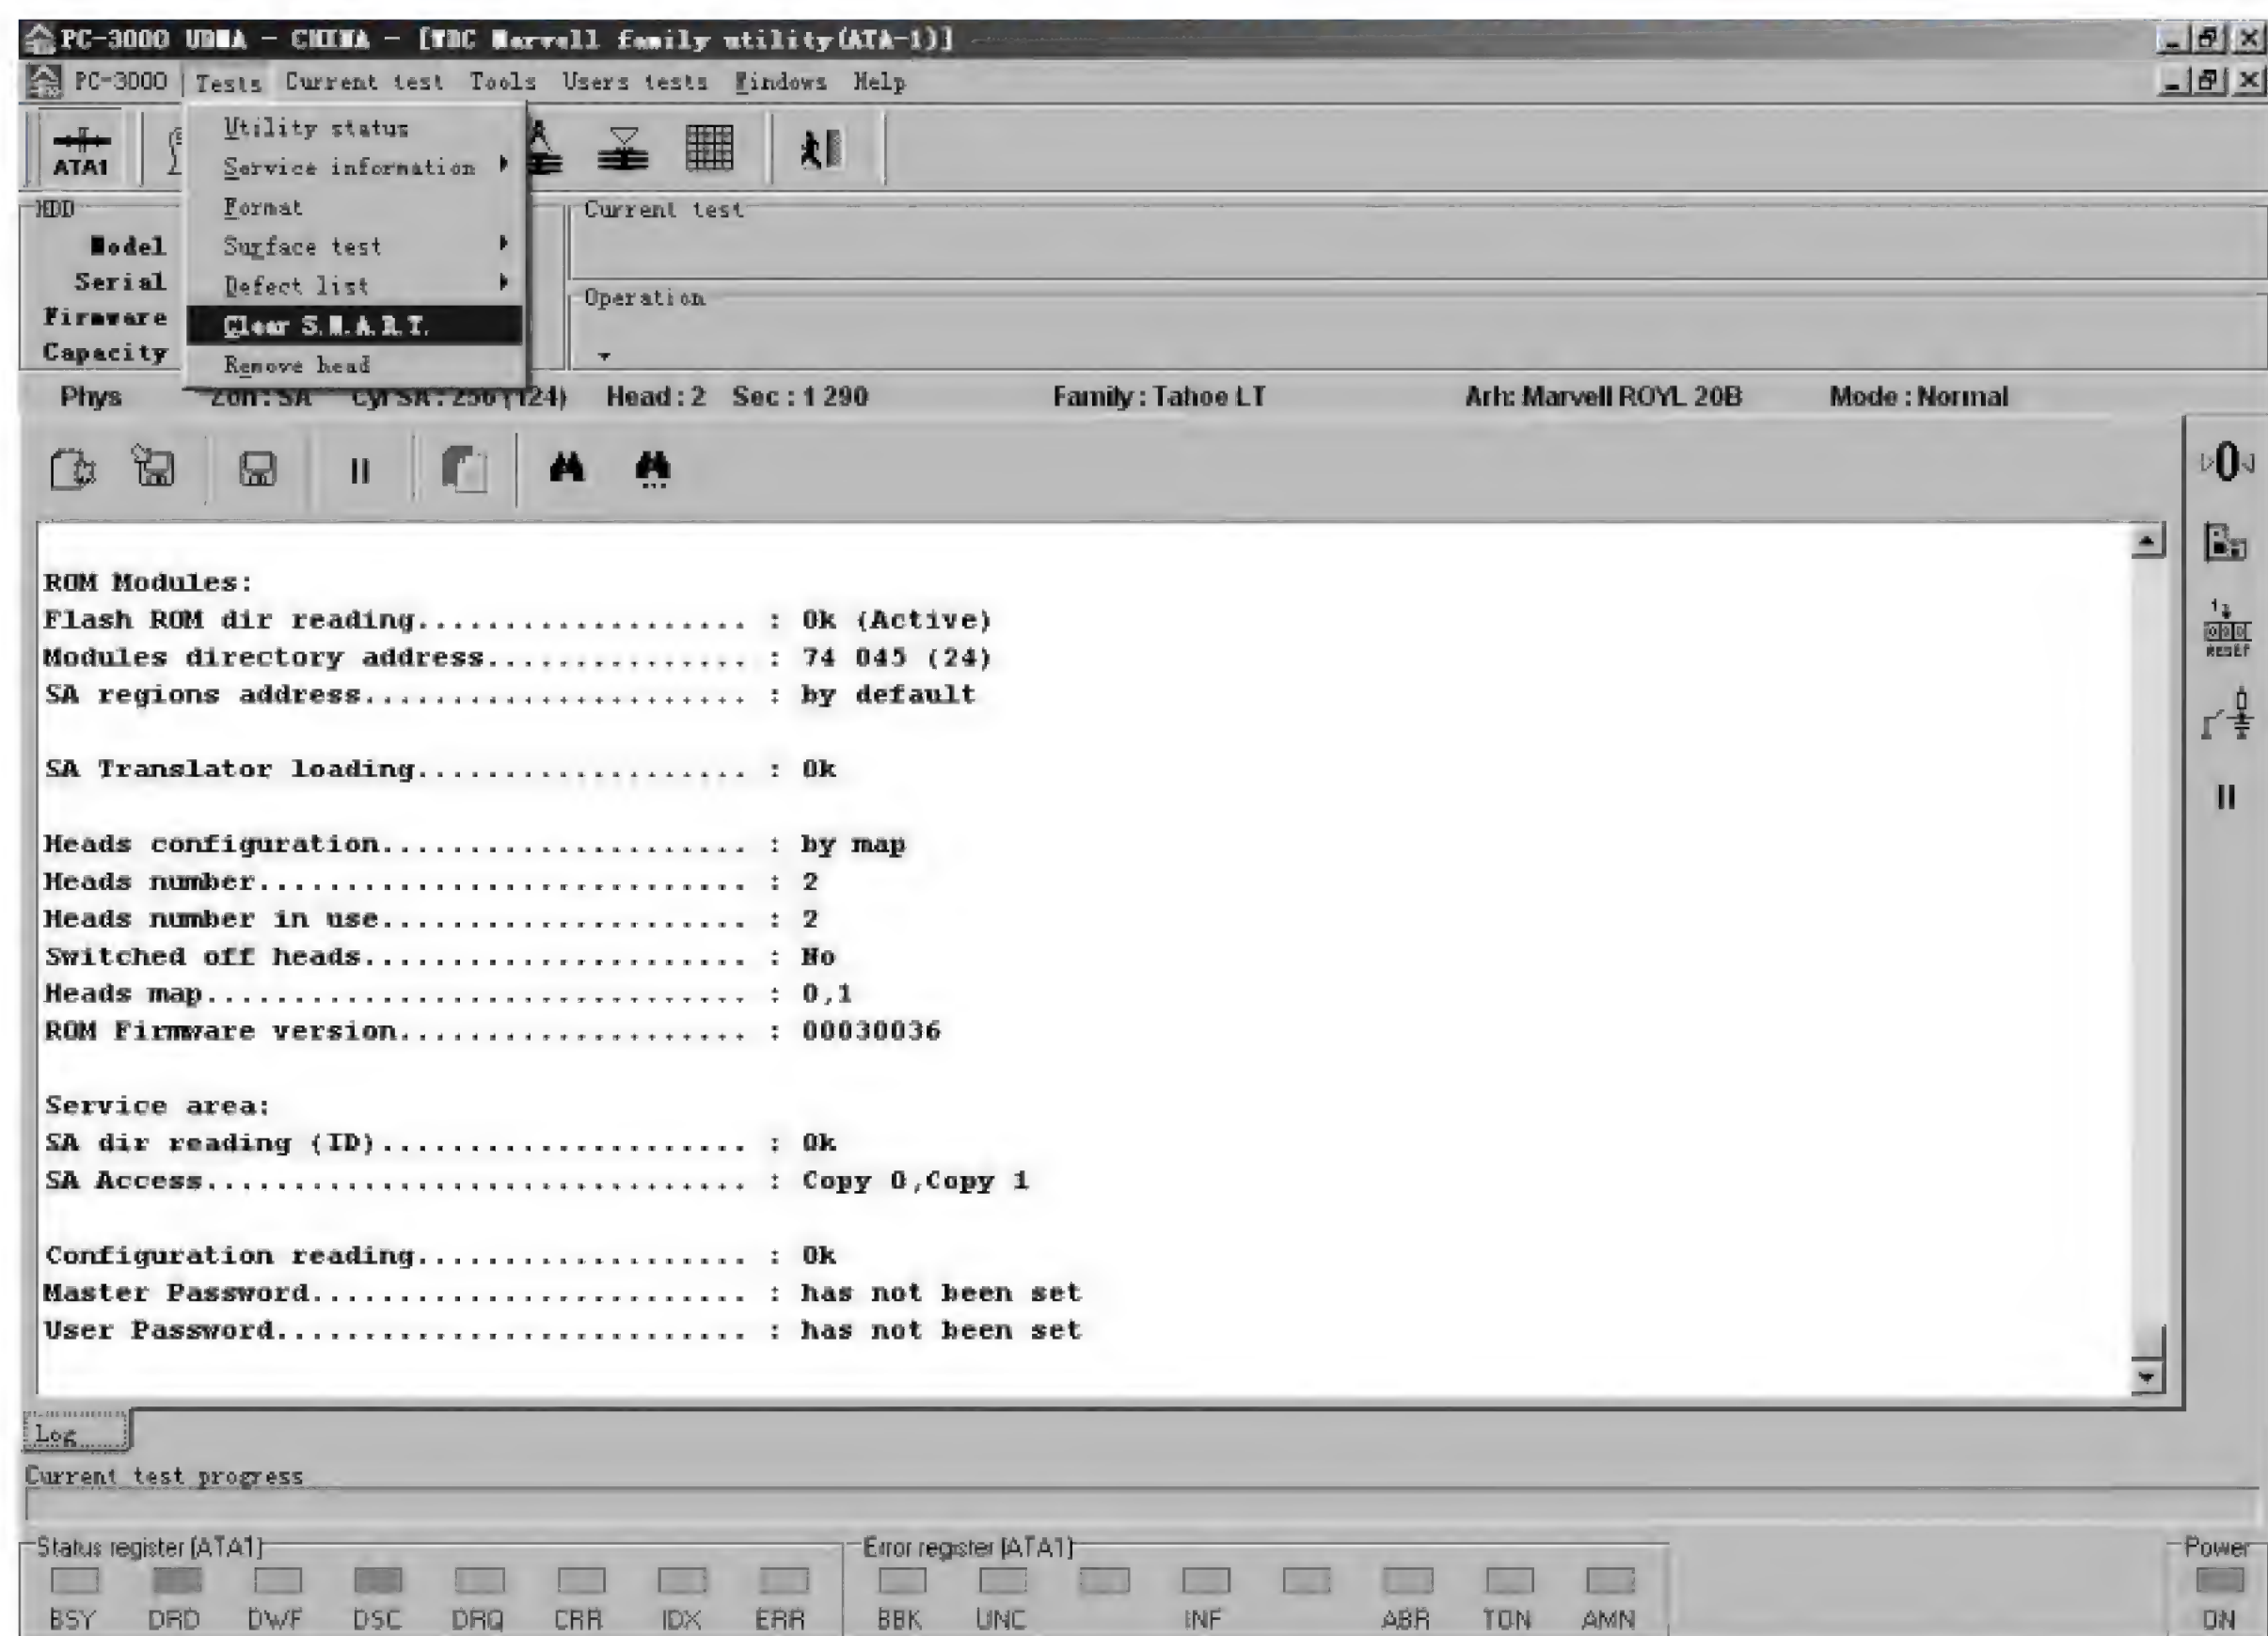 PC-3000 UDMA - CHINA - [WDC Marvell family utility(ATA-1)]
PC-3000 Tests Current test Tools Users tests Windows Help
ATA1
Utility status
Service information
Format
Surface test
Defect list
Clear S.M.A.R.T.
Remove head
HDD
Model
Serial
Firmware
Capacity
Current test
Operation
Phys Zon : SA Cyl SA : 256 (124) Head : 2 Sec : 1 290 Family : Tahoe LT Arh: Marvell ROYL 20B Mode : Normal
ROM Modules:
Flash ROM dir reading................... : Ok (Active)
Modules directory address............... : 74 045 (24)
SA regions address...................... : by default
SA Translator loading................... : Ok
Heads configuration..................... : by map
Heads number............................ : 2
Heads number in use..................... : 2
Switched off heads...................... : No
Heads map............................... : 0,1
ROM Firmware version.................... : 00030036
Service area:
SA dir reading (ID)..................... : Ok
SA Access............................... : Copy 0,Copy 1
Configuration reading................... : Ok
Master Password......................... : has not been set
User Password........................... : has not been set
RESET
Log
Current test progress
Status register (ATA1) Error register (ATA1) Power
BSY DRD DWF DSC DRQ CRR IDX ERR BBK UNC INF ABR TON AMN ON